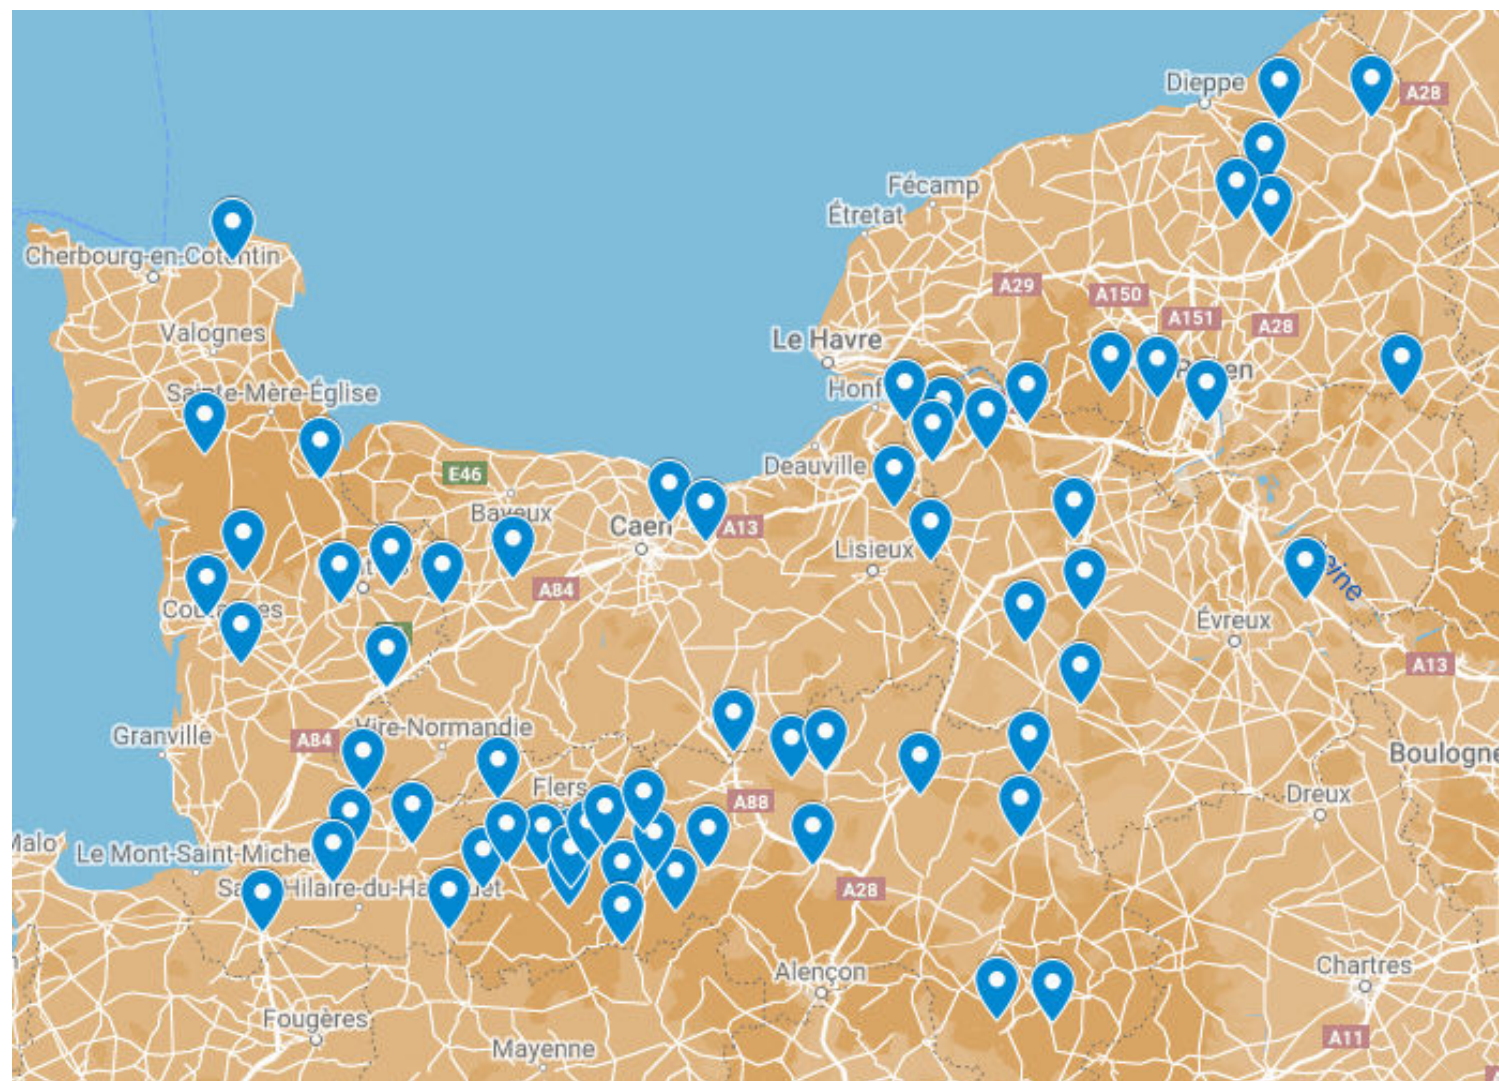 Dieppe
A28
Fécamp
Étretat
Cherbourg-en-Cotentin
A29
A150
A151
A28
Valognes
Le Havre
Sainte-Mère-Église
Deauville
E46
Bayeux
Caen
A13
Lisieux
A84
Seine
Évreux
A13
Granville
A84
Vire-Normandie
Boulogne
Flers
A88
Dreux
Malo
Le Mont-Saint-Michel
A28
Alençon
Chartres
Fougères
A11
Mayenne